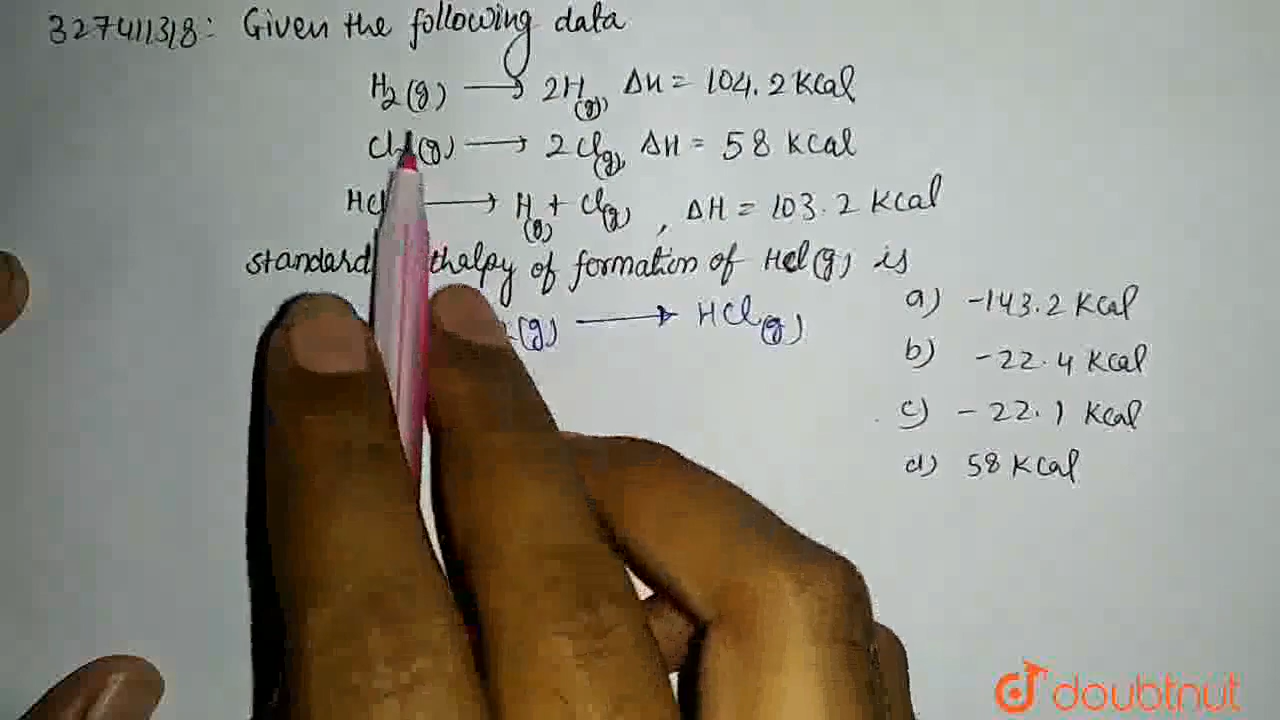 327411318: Given the following data
H2(g) → 2H(g), ΔH = 104.2 Kcal
Cl2(g) → 2Cl(g), ΔH = 58 Kcal
HCl → H(g) + Cl(g), ΔH = 103.2 Kcal
standard thalpy of formation of HCl(g) is
(g) → HCl(g)
a) -143.2 Kcal
b) -22.4 Kcal
c) -22.1 Kcal
d) 58 Kcal
doubtnut